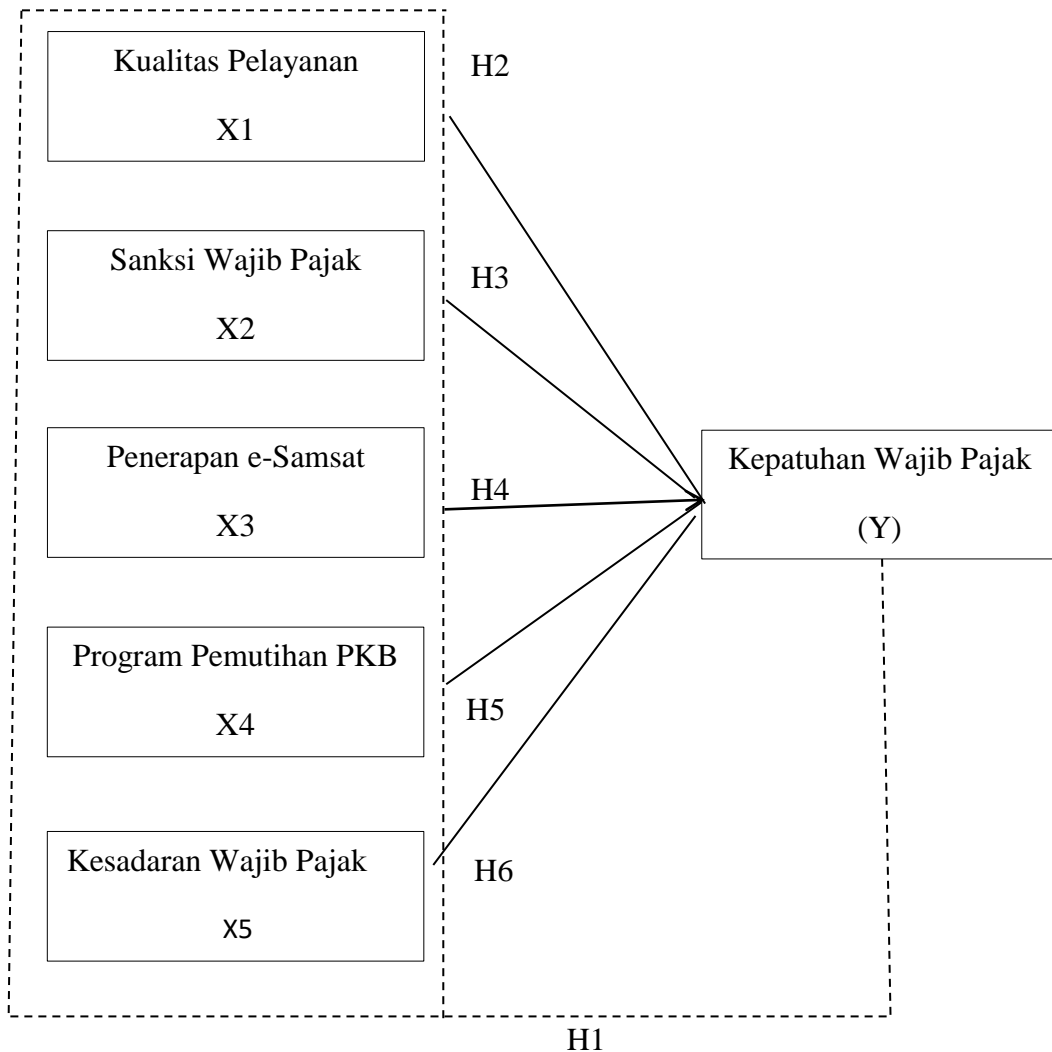 Kualitas Pelayanan
X1
H2
Sanksi Wajib Pajak
X2
H3
Penerapan e-Samsat
X3
H4
Kepatuhan Wajib Pajak
(Y)
Program Pemutihan PKB
X4
H5
Kesadaran Wajib Pajak
X5
H6
H1